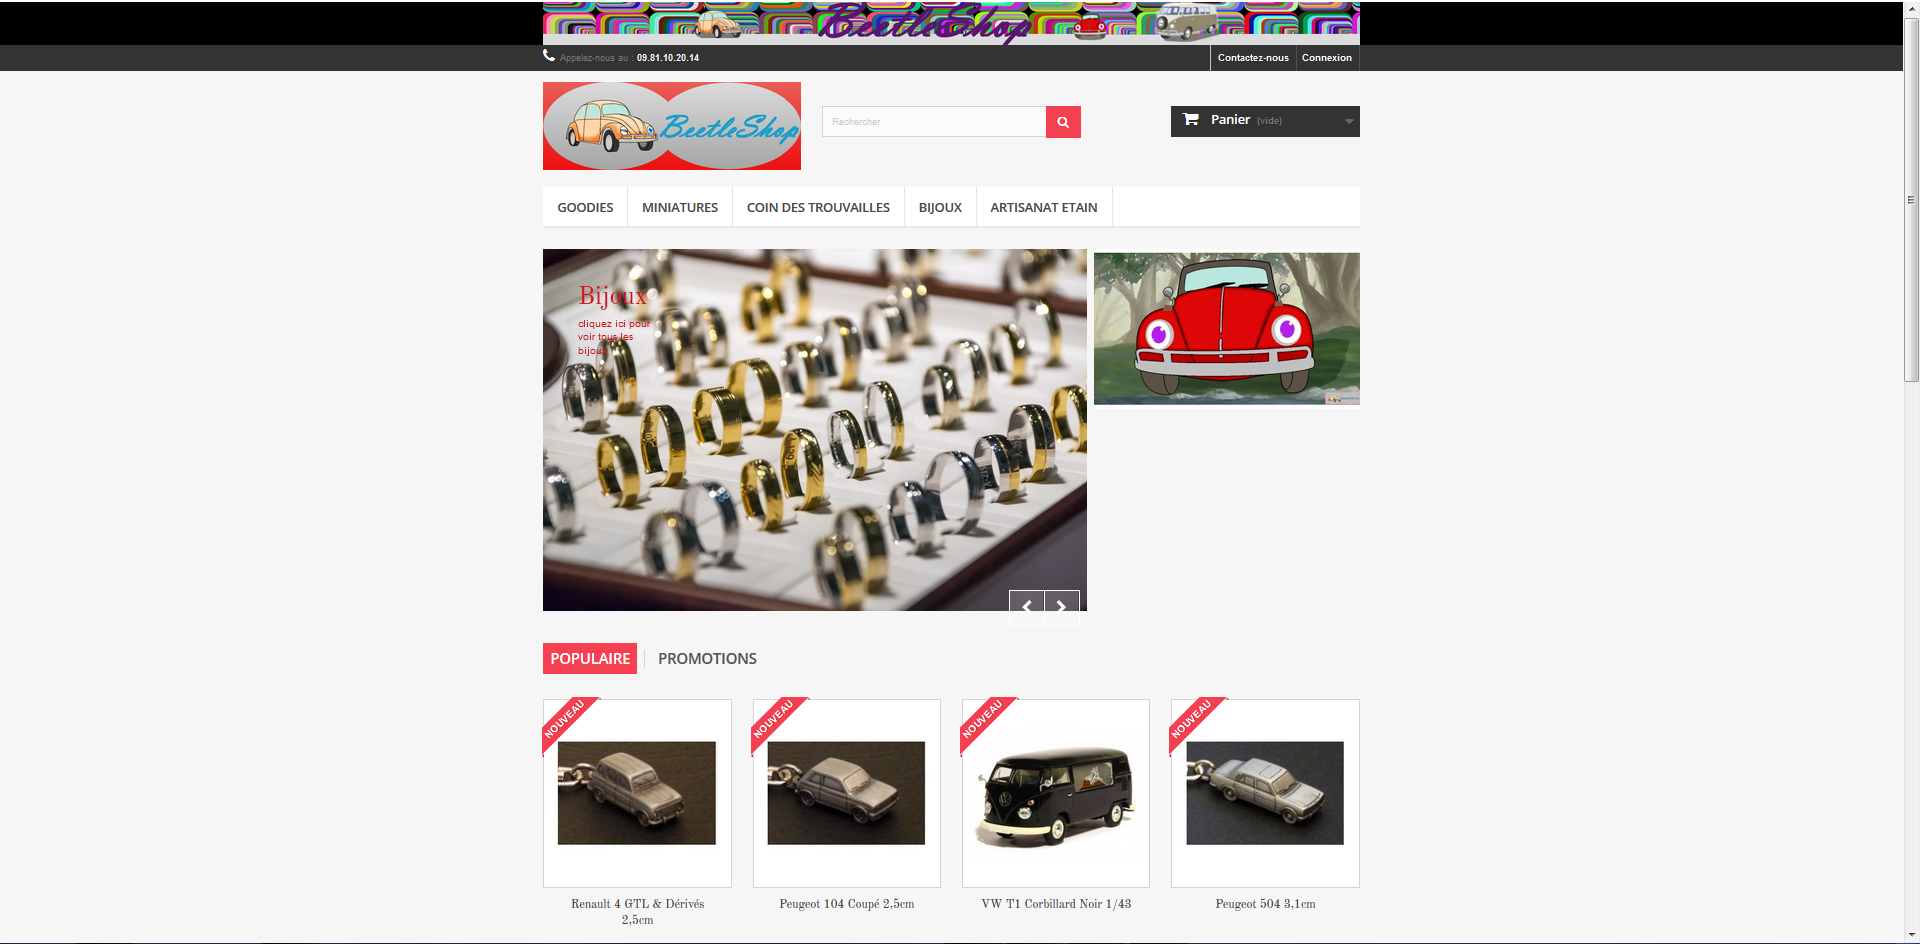 BeetleShop
Appelez-nous au : 09.81.10.20.14
Contactez-nous
Connexion
BeetleShop
Rechercher
Panier (vide)
GOODIES
MINIATURES
COIN DES TROUVAILLES
BIJOUX
ARTISANAT ETAIN
Bijoux
cliquez ici pour
voir tous les
POPULAIRE
PROMOTIONS
NOUVEAU
NOUVEAU
NOUVEAU
NOUVEAU
Renault 4 GTL & Dérivés
2,5cm
Peugeot 104 Coupé 2,5cm
VW T1 Corbillard Noir 1/43
Peugeot 504 3,1cm